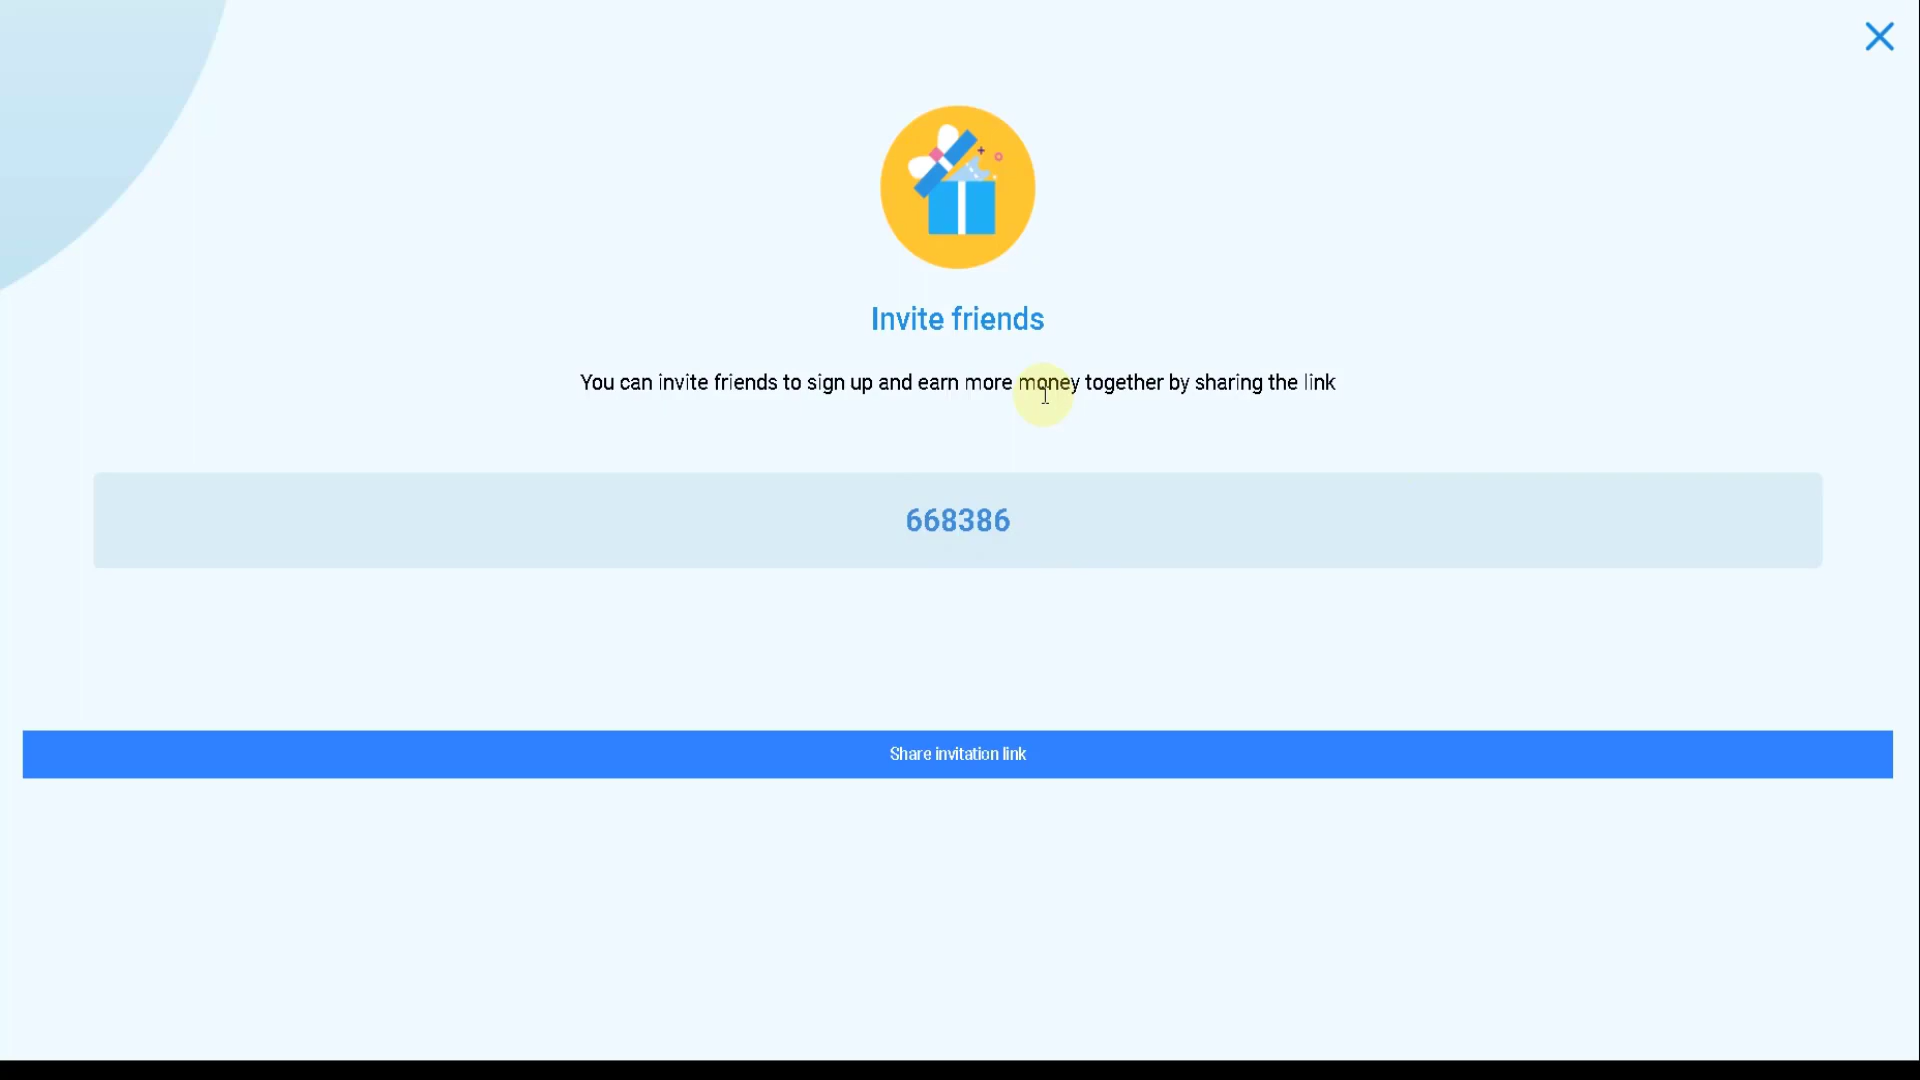 Invite friends
You can invite friends to sign up and earn more money together by sharing the link
668386
Share invitation link